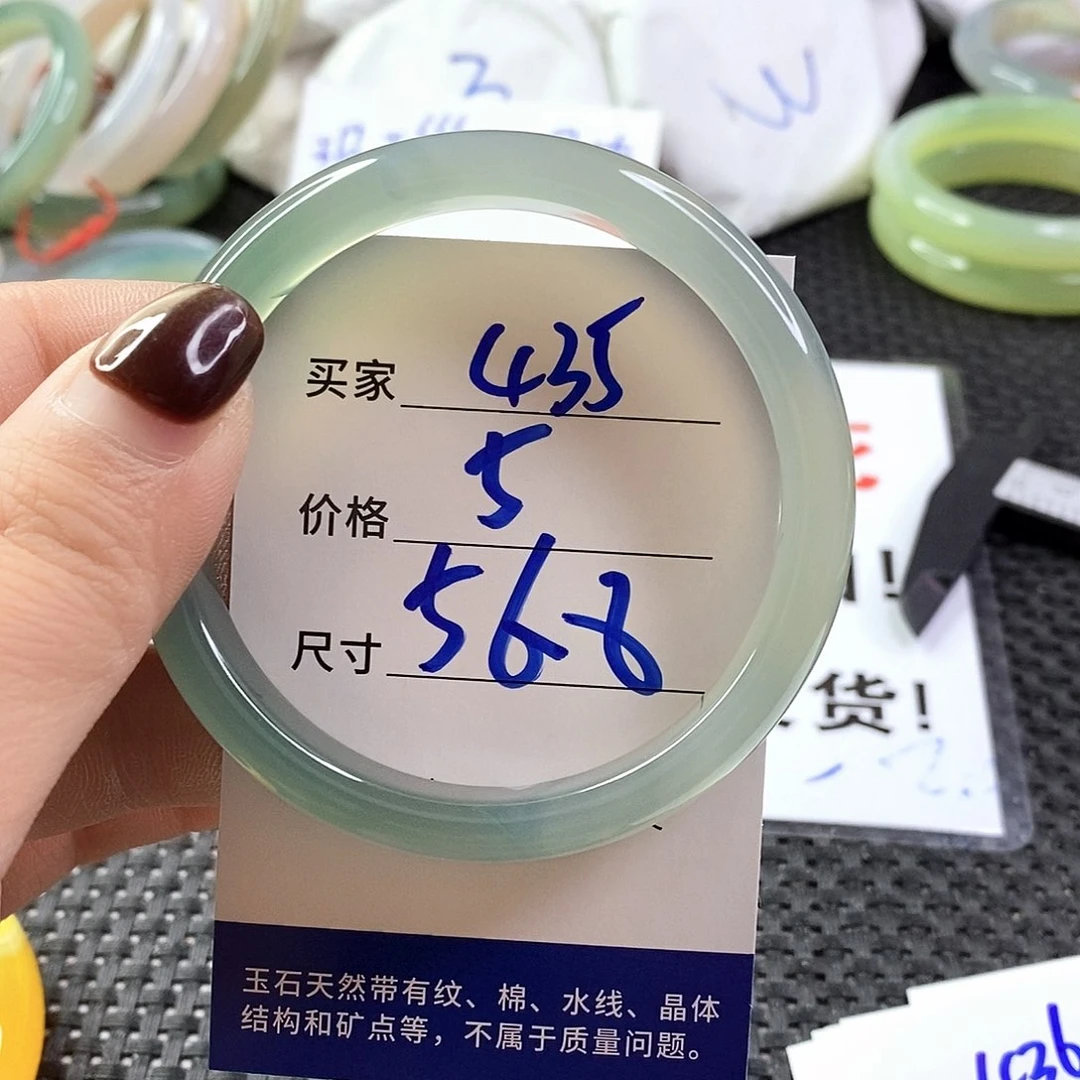 买家 435
价格 5
尺寸 56-8
玉石天然带有纹、棉、水线、晶体
结构和矿点等，不属于质量问题。
!
货!